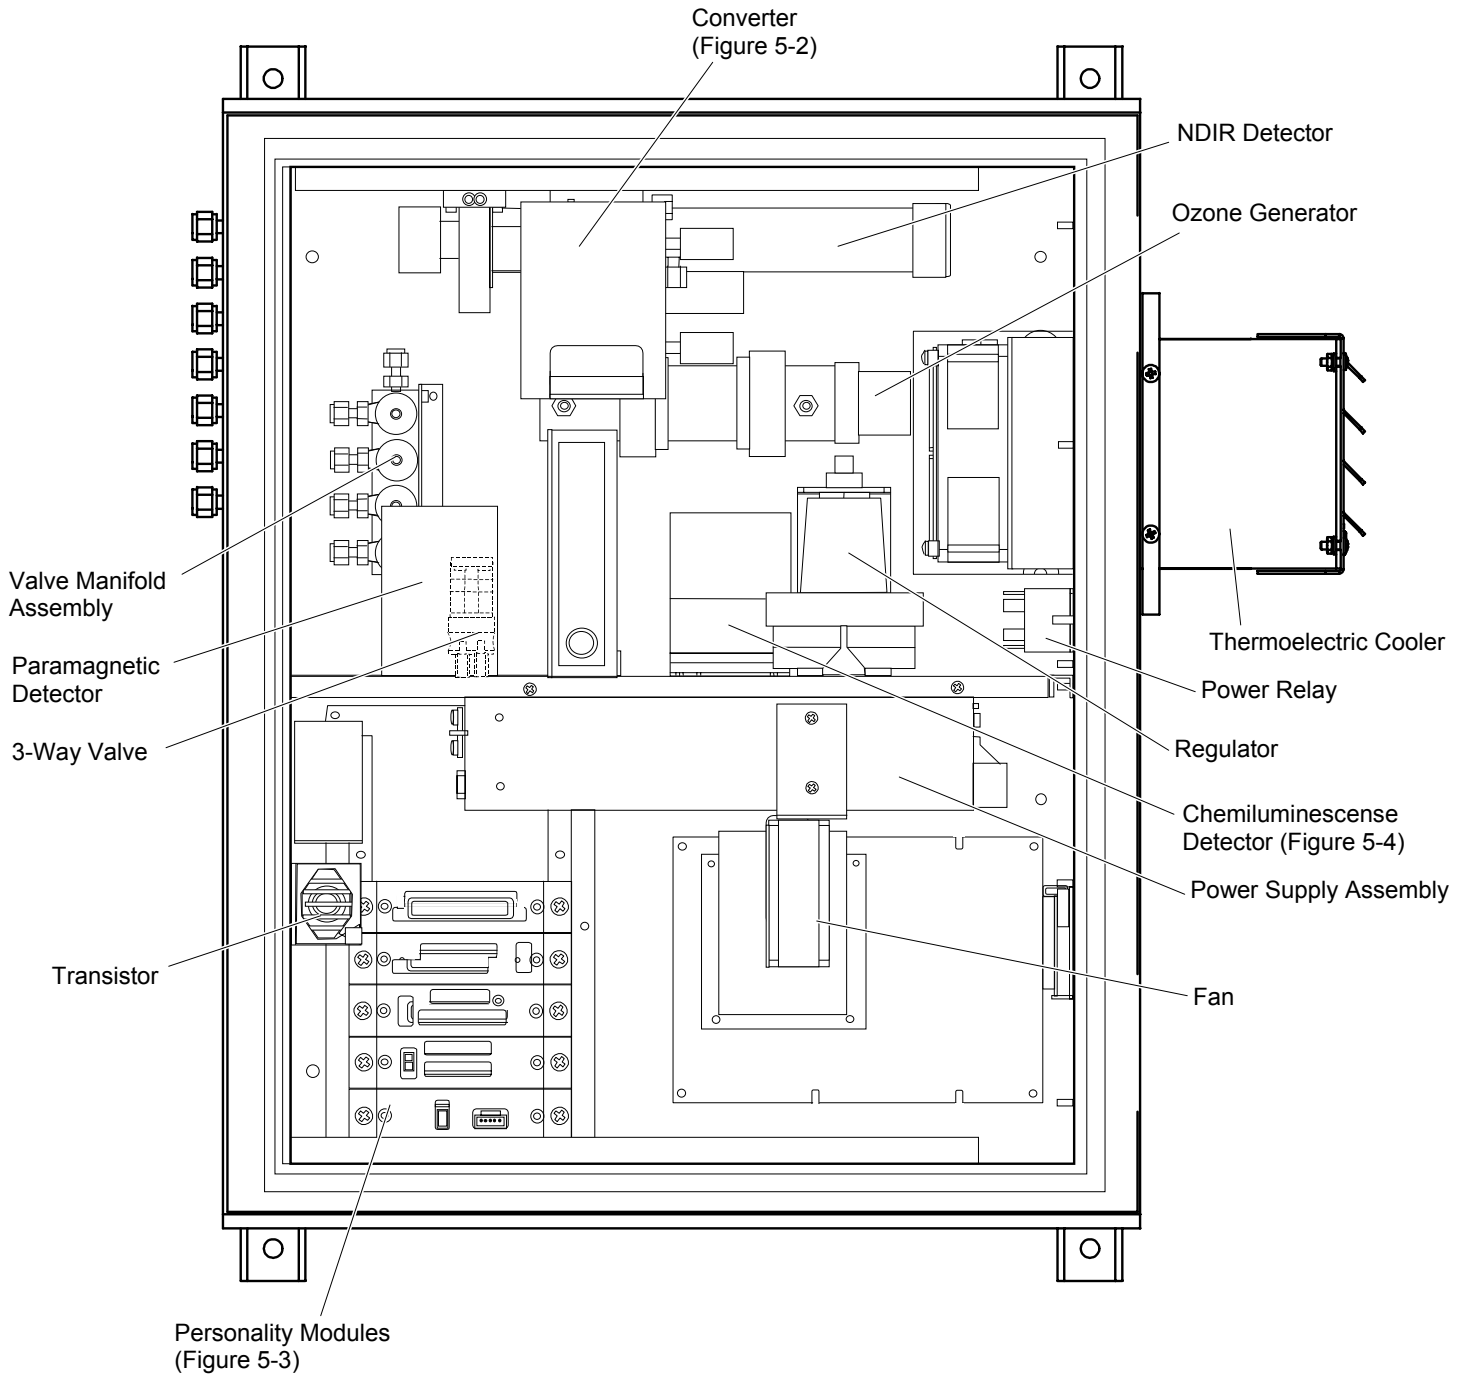 Converter
(Figure 5-2)
NDIR Detector
Ozone Generator
Valve Manifold
Assembly
Paramagnetic
Detector
3-Way Valve
Transistor
Thermoelectric Cooler
Power Relay
Regulator
Chemiluminescense
Detector (Figure 5-4)
Power Supply Assembly
Fan
Personality Modules
(Figure 5-3)